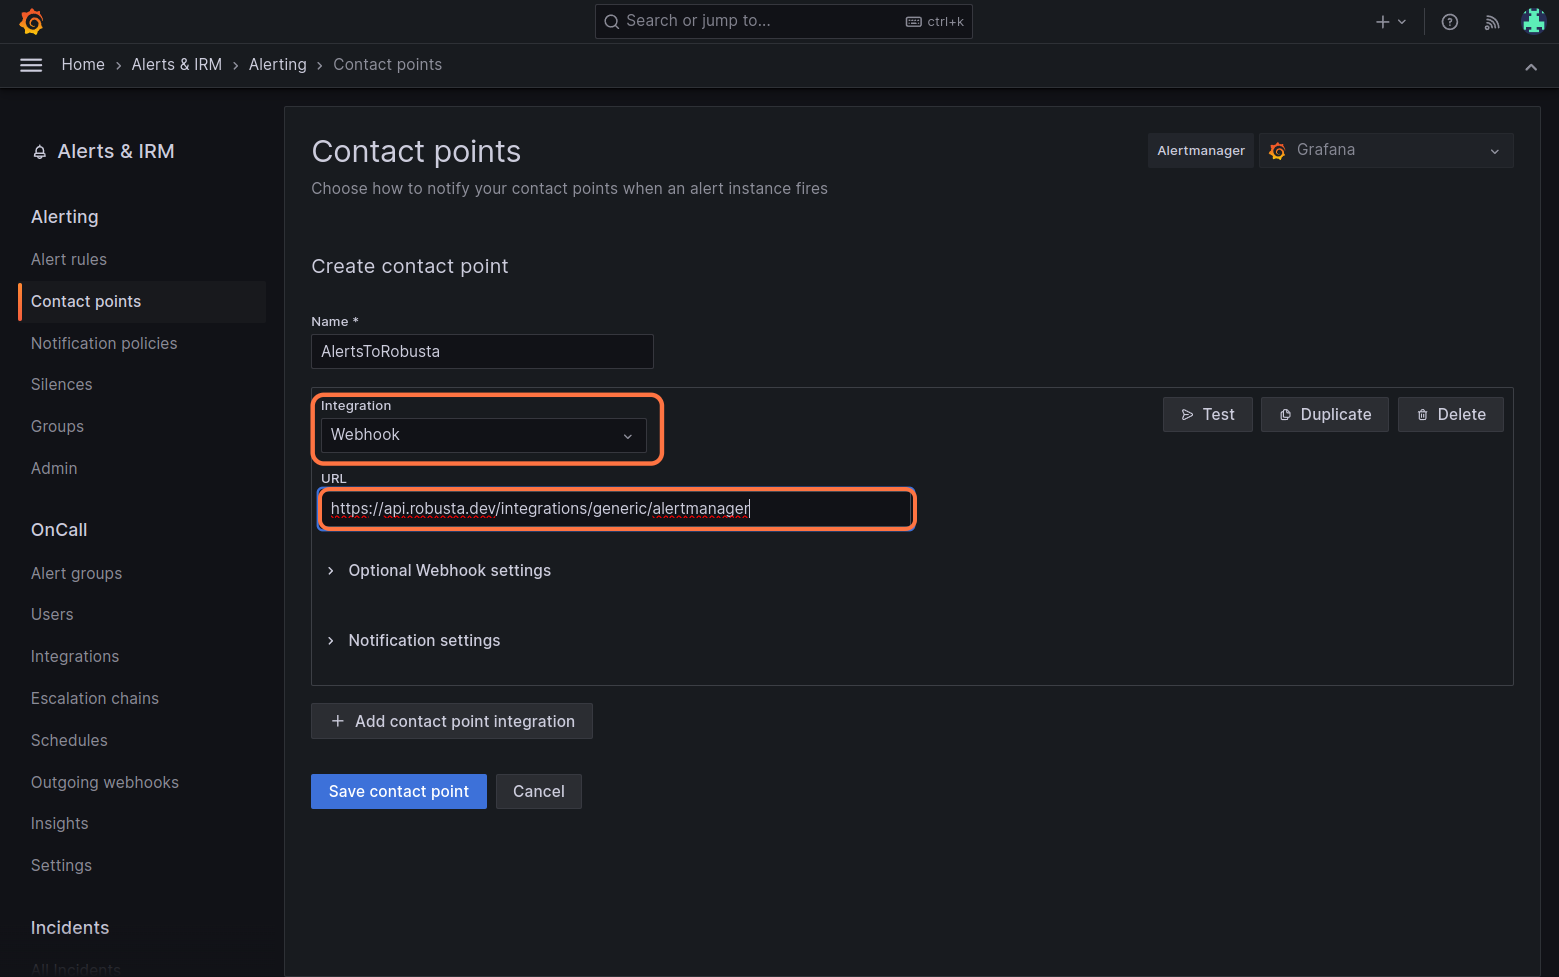 Search or jump to...
ctrl+k
Home › Alerts & IRM › Alerting › Contact points
Alerts & IRM
Alerting
Alert rules
Contact points
Notification policies
Silences
Groups
Admin
OnCall
Alert groups
Users
Integrations
Escalation chains
Schedules
Outgoing webhooks
Insights
Settings
Incidents
All Incidents
Contact points
Alertmanager
Grafana
Choose how to notify your contact points when an alert instance fires
Create contact point
Name *
AlertsToRobusta
Integration
Webhook
Test
Duplicate
Delete
URL
https://api.robusta.dev/integrations/generic/alertmanager
Optional Webhook settings
Notification settings
Add contact point integration
Save contact point
Cancel